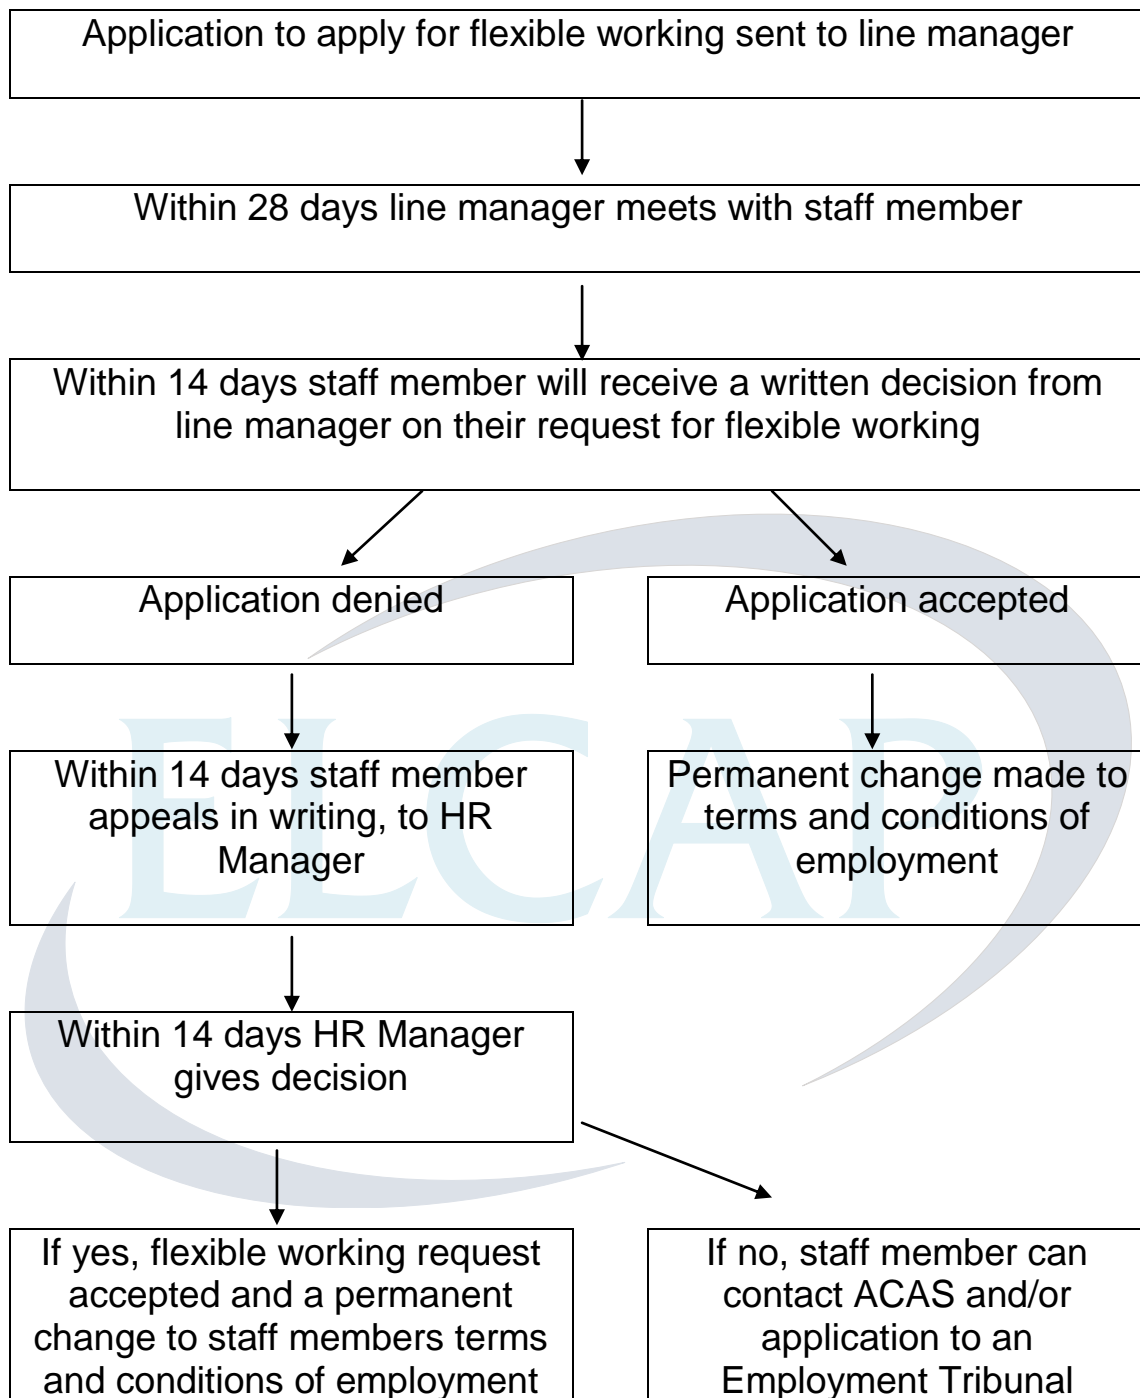 Application to apply for flexible working sent to line manager
Within 28 days line manager meets with staff member
Within 14 days staff member will receive a written decision from
line manager on their request for flexible working
Application denied
Application accepted
Within 14 days staff member
appeals in writing, to HR
Manager
Permanent change made to
terms and conditions of
employment
ELCAP
Within 14 days HR Manager
gives decision
If yes, flexible working request
accepted and a permanent
change to staff members terms
and conditions of employment
If no, staff member can
contact ACAS and/or
application to an
Employment Tribunal